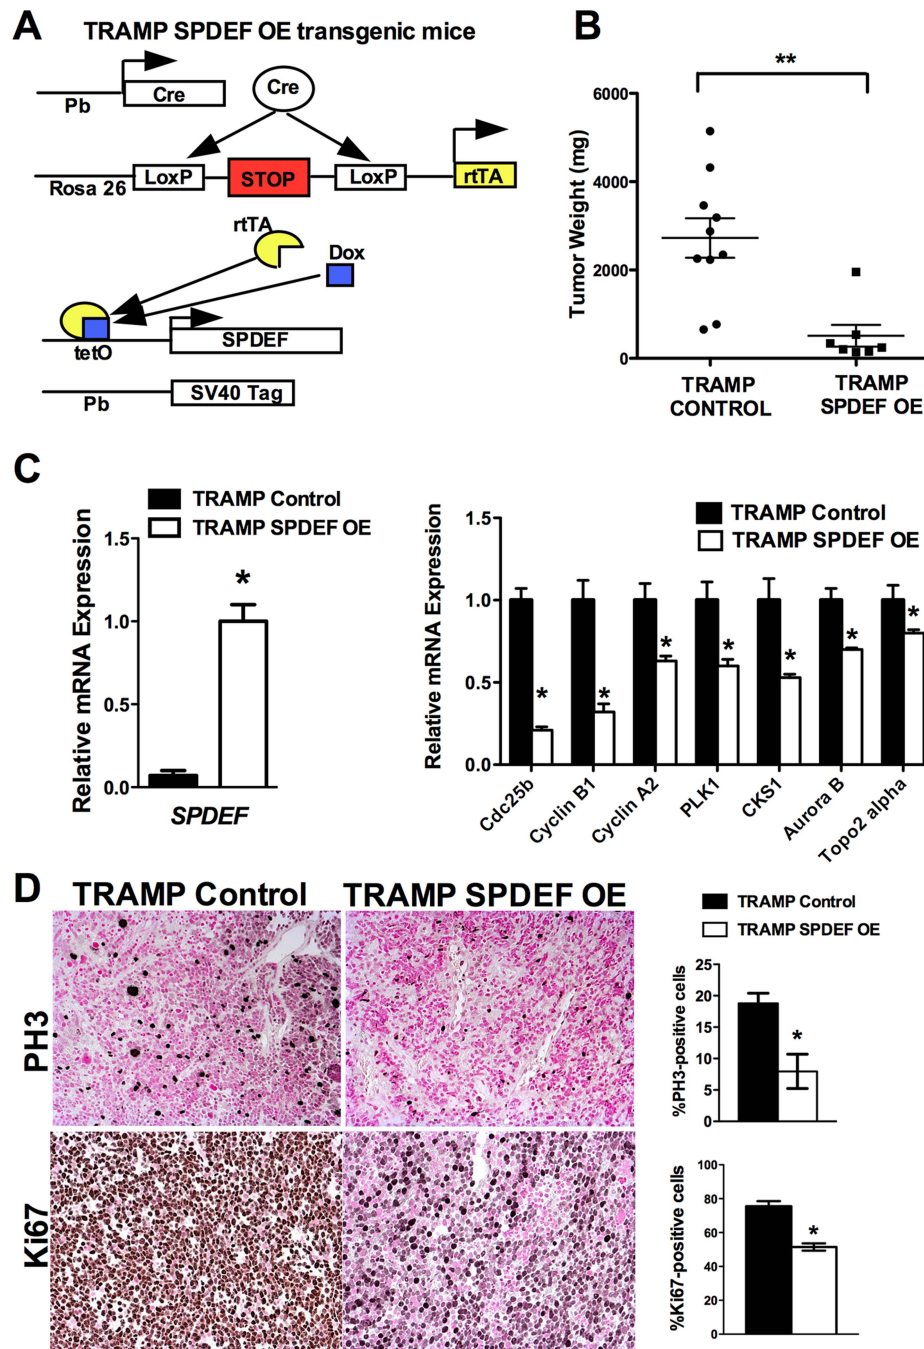 A
TRAMP SPDEF OE transgenic mice
Pb
Cre
Cre
Rosa 26
LoxP
STOP
LoxP
rtTA
rtTA
Dox
tetO
SPDEF
Pb
SV40 Tag
B
**
Tumor Weight (mg)
6000
4000
2000
0
TRAMP
CONTROL
TRAMP
SPDEF OE
C
TRAMP Control
TRAMP SPDEF OE
Relative mRNA Expression
1.5
1.0
0.5
0.0
*
SPDEF
TRAMP Control
TRAMP SPDEF OE
Relative mRNA Expression
1.5
1.0
0.5
0.0
* * * * * * *
Cdc25b
Cyclin B1
Cyclin A2
PLK1
CKS1
Aurora B
Topo2 alpha
D
TRAMP Control
TRAMP SPDEF OE
PH3
Ki67
TRAMP Control
TRAMP SPDEF OE
%PH3-positive cells
25
20
15
10
5
0
*
%Ki67-positive cells
100
80
60
40
20
0
*